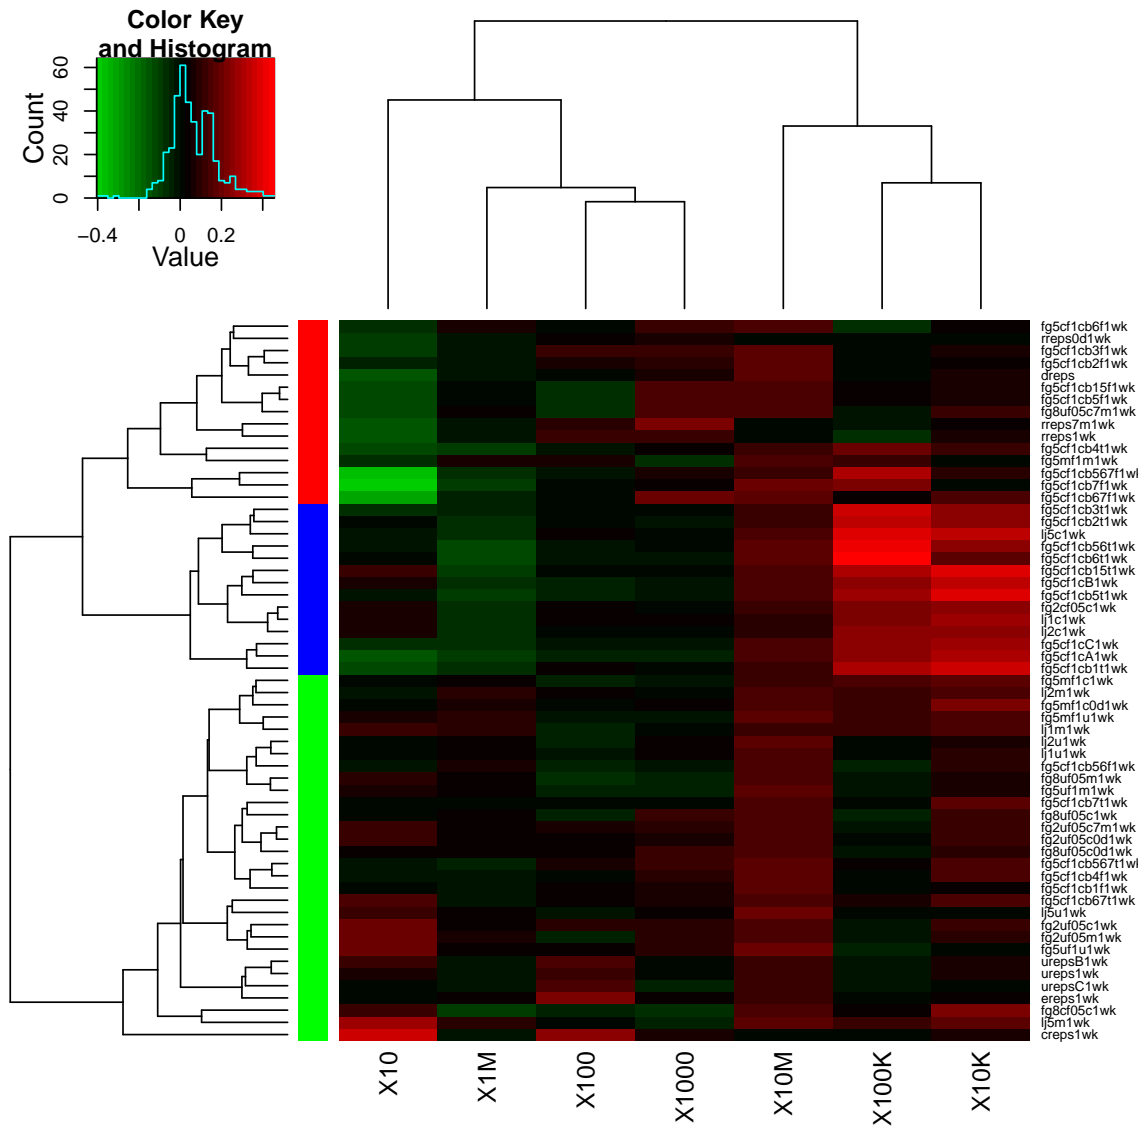 Color Key
and Histogram
Count
0 20 40 60
−0.4 0 0.2
Value
fg5cf1cb6f1wk
rreps0d1wk
fg5cf1cb3f1wk
fg5cf1cb2f1wk
dreps
fg5cf1cb15f1wk
fg5cf1cb5f1wk
fg8uf05c7m1wk
rreps7m1wk
rreps1wk
fg5cf1cb4t1wk
fg5mf1m1wk
fg5cf1cb567f1wk
fg5cf1cb7f1wk
fg5cf1cb67f1wk
fg5cf1cb3t1wk
fg5cf1cb2t1wk
lj5c1wk
fg5cf1cb56t1wk
fg5cf1cb6t1wk
fg5cf1cb15t1wk
fg5cf1cB1wk
fg5cf1cb5t1wk
fg2cf05c1wk
lj1c1wk
lj2c1wk
fg5cf1cC1wk
fg5cf1cA1wk
fg5cf1cb1t1wk
fg5mf1c1wk
lj2m1wk
fg5mf1c0d1wk
fg5mf1u1wk
lj1m1wk
lj2u1wk
lj1u1wk
fg5cf1cb56f1wk
fg8uf05m1wk
fg5uf1m1wk
fg5cf1cb7t1wk
fg8uf05c1wk
fg2uf05c7m1wk
fg2uf05c0d1wk
fg8uf05c0d1wk
fg5cf1cb567t1wk
fg5cf1cb4f1wk
fg5cf1cb1f1wk
fg5cf1cb67t1wk
lj5u1wk
fg2uf05c1wk
fg2uf05m1wk
fg5uf1u1wk
urepsB1wk
ureps1wk
urepsC1wk
ereps1wk
fg8cf05c1wk
lj5m1wk
creps1wk
X10 X1M X100 X1000 X10M X100K X10K